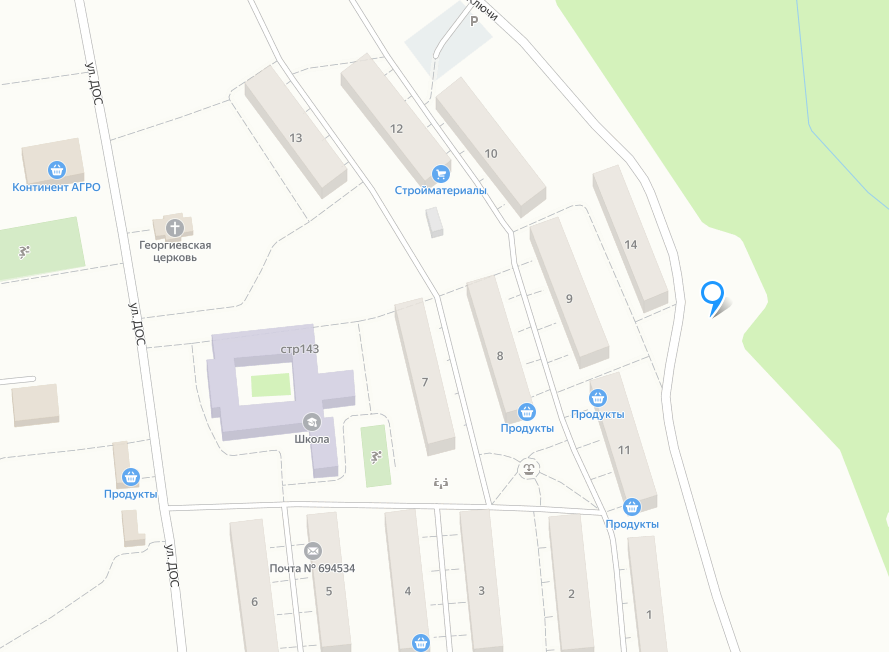 ключи
P
ул. ДОС
13
12
10
Континент АГРО
Стройматериалы
Георгиевская
церковь
14
ул. ДОС
9
стр143
8
7
Продукты
Продукты
Школа
11
Продукты
Продукты
ул. ДОС
Почта № 694534
6
5
4
3
2
1